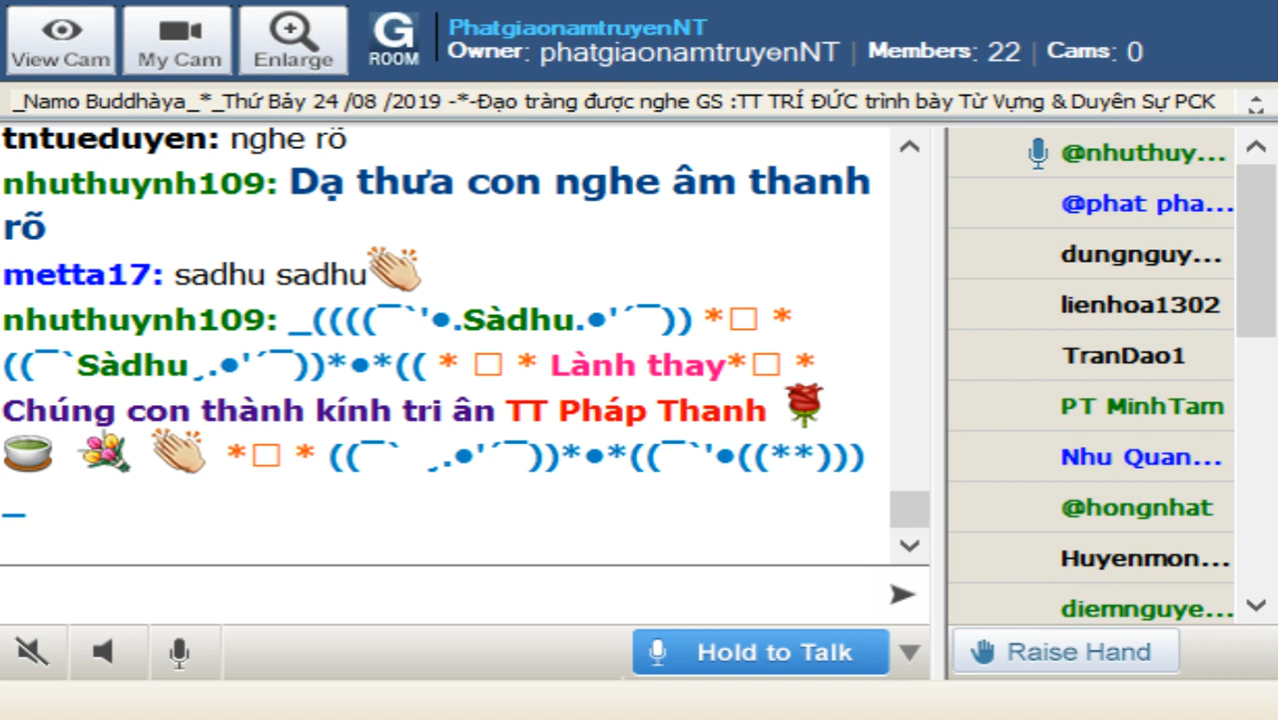 View Cam
My Cam
Enlarge
G
ROOM
PhatgiaonamtruyenNT
Owner: phatgiaonamtruyenNT | Members: 22 | Cams: 0
_Namo Buddhàya_*_Thứ Bảy 24 /08 /2019 -*-Đạo tràng được nghe GS :TT TRÍ ĐỨC trình bày Từ Vựng & Duyên Sự PCK
tntueduyen: nghe rõ
nhuthuynh109: Dạ thưa con nghe âm thanh
rõ
metta17: sadhu sadhu👏
nhuthuynh109: _((((¯`'●.Sàdhu.●'´¯)) *□ *
((¯`Sàdhu¸.●'´¯))*●*(( * □ * Lành thay*□ *
Chúng con thành kính tri ân TT Pháp Thanh 🌹
🍵 💐 👏 *□ * ((¯` ¸.●'´¯))*●*((¯`'●((**)))
_
@nhuthuy...
@phat pha...
dungnguy...
lienhoa1302
TranDao1
PT MinhTam
Nhu Quan...
@hongnhat
Huyenmon...
diemnguye...
Hold to Talk
Raise Hand